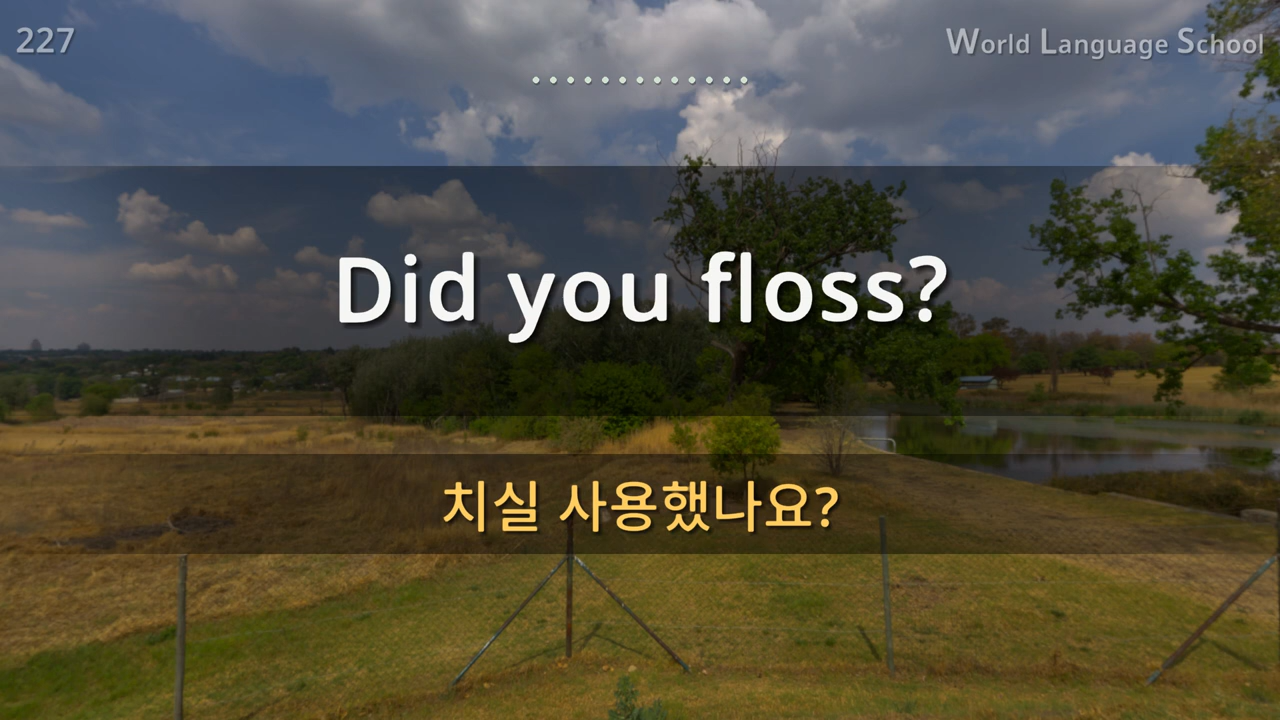 227
World Language School
Did you floss?
치실 사용했나요?